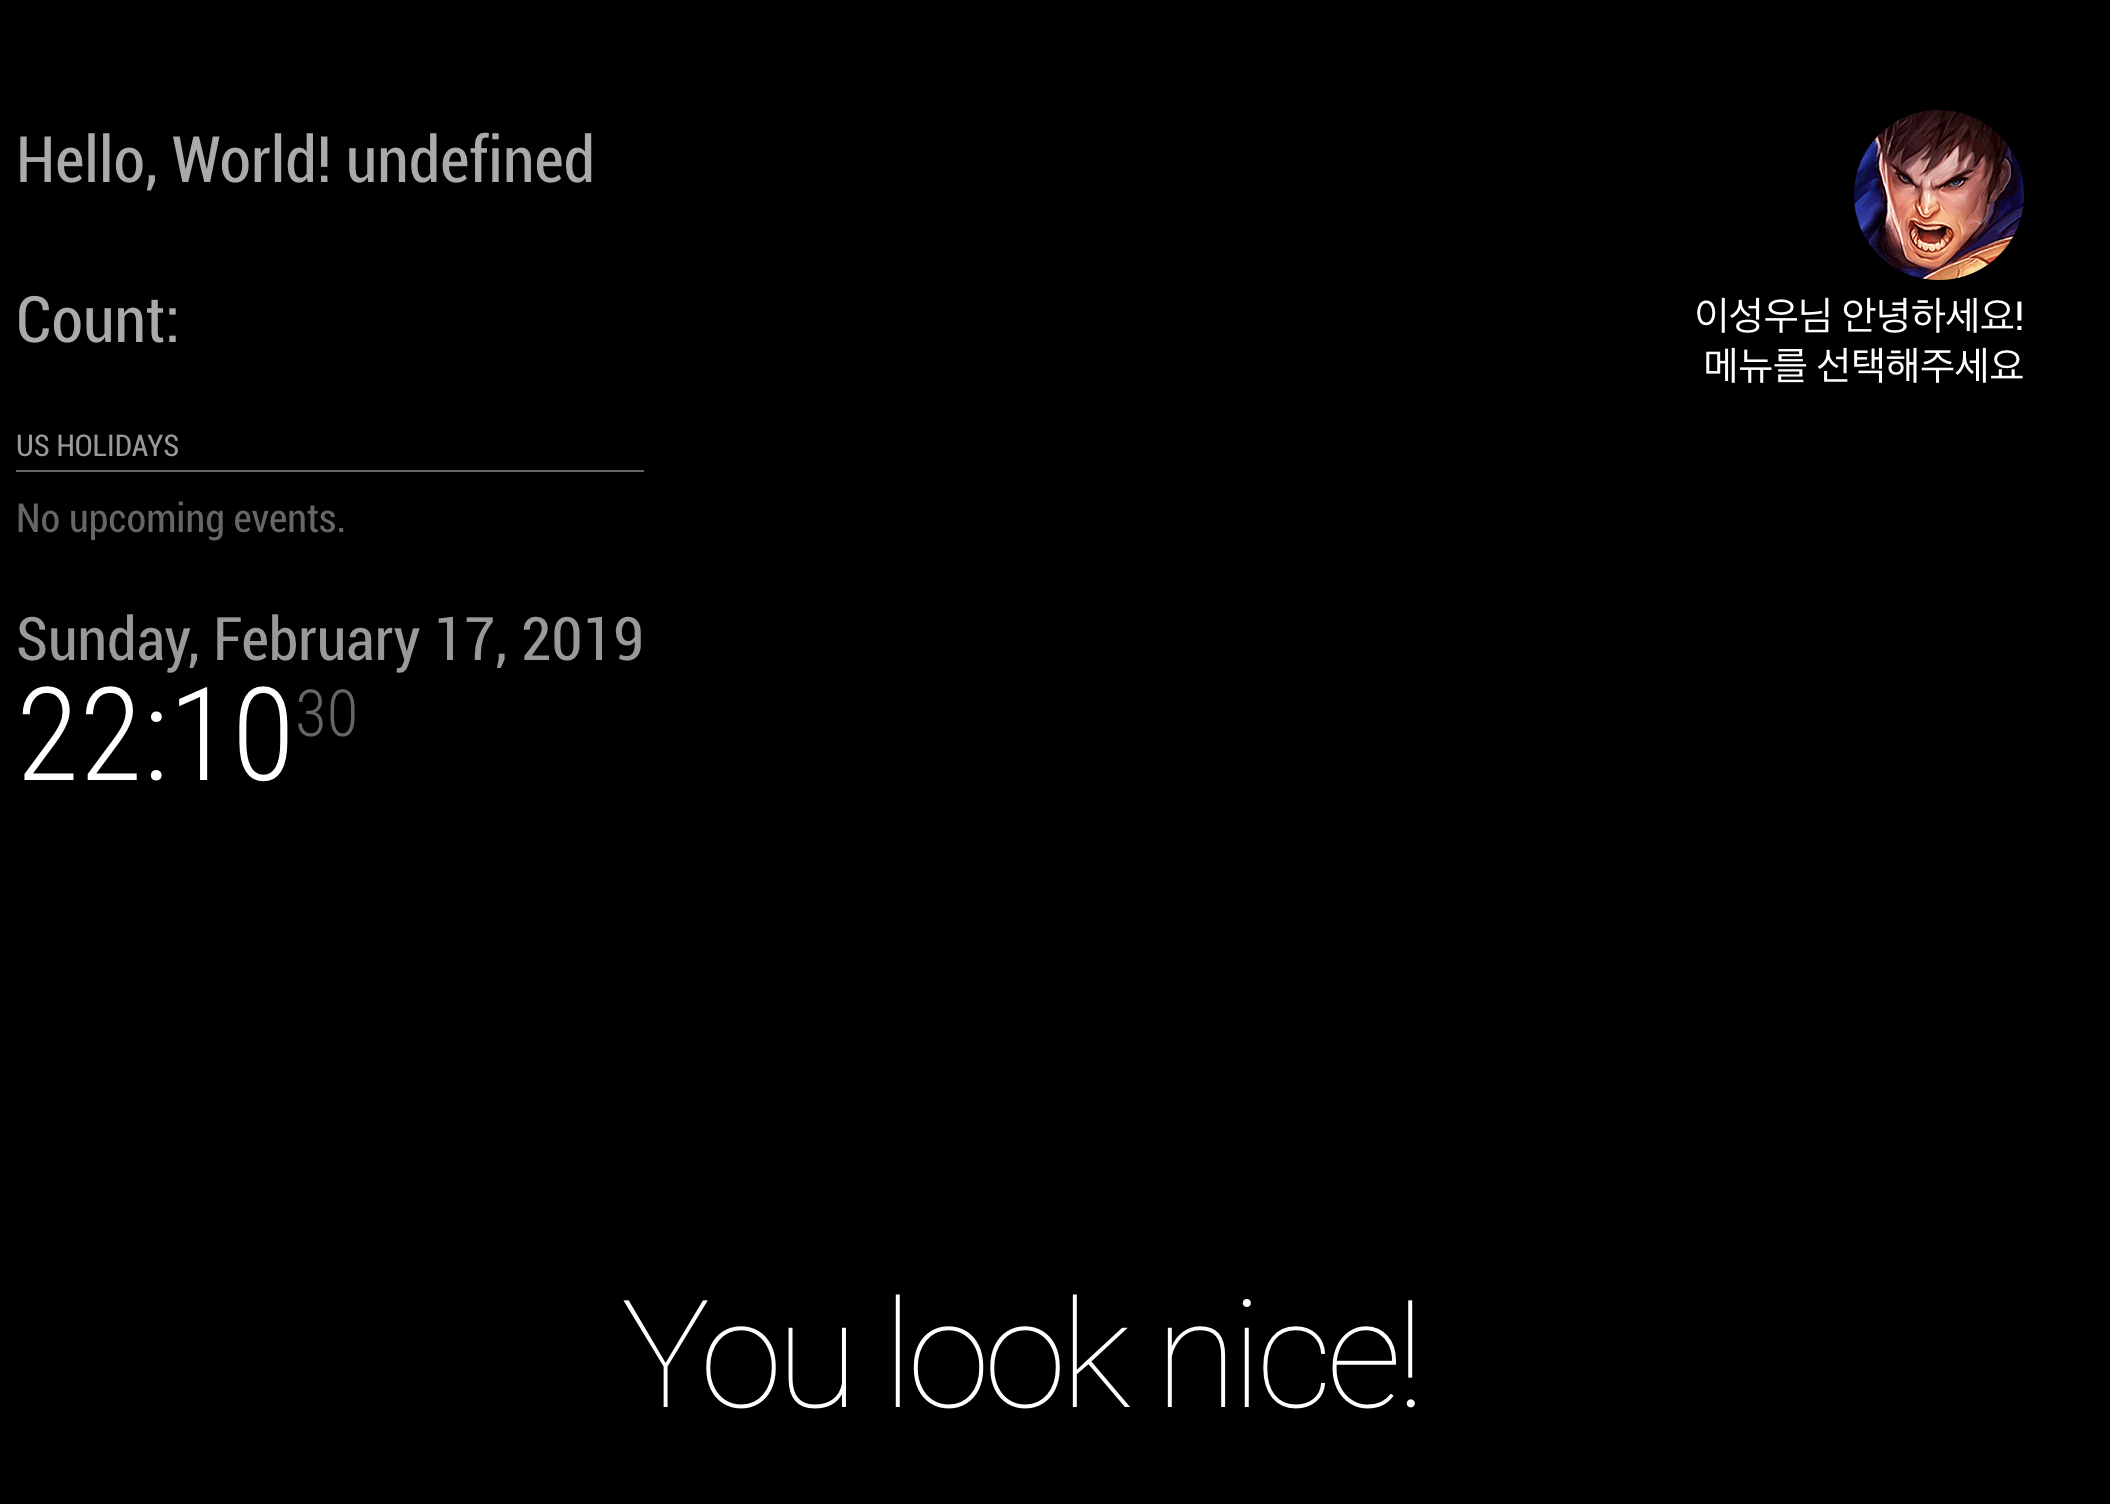 Hello, World! undefined
Count:
US HOLIDAYS
No upcoming events.
Sunday, February 17, 2019
22:10 30
이성우님 안녕하세요!
메뉴를 선택해주세요
You look nice!